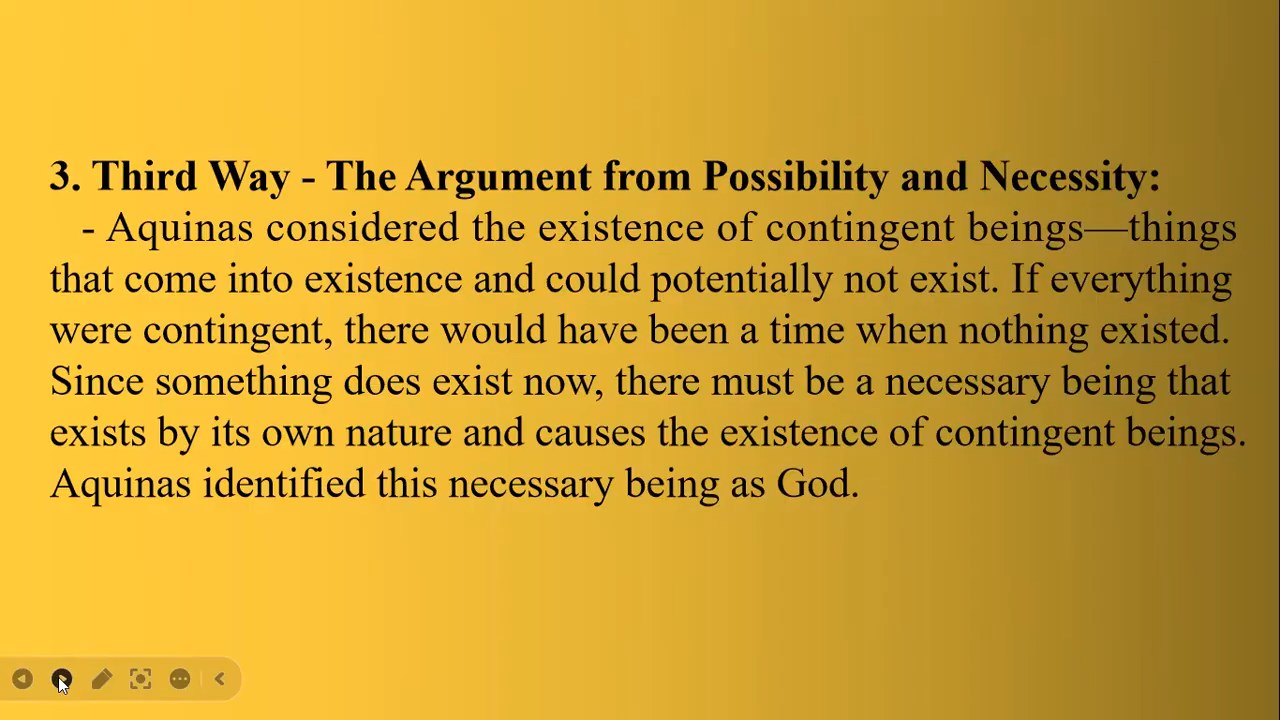 3. Third Way - The Argument from Possibility and Necessity:
- Aquinas considered the existence of contingent beings—things
that come into existence and could potentially not exist. If everything
were contingent, there would have been a time when nothing existed.
Since something does exist now, there must be a necessary being that
exists by its own nature and causes the existence of contingent beings.
Aquinas identified this necessary being as God.